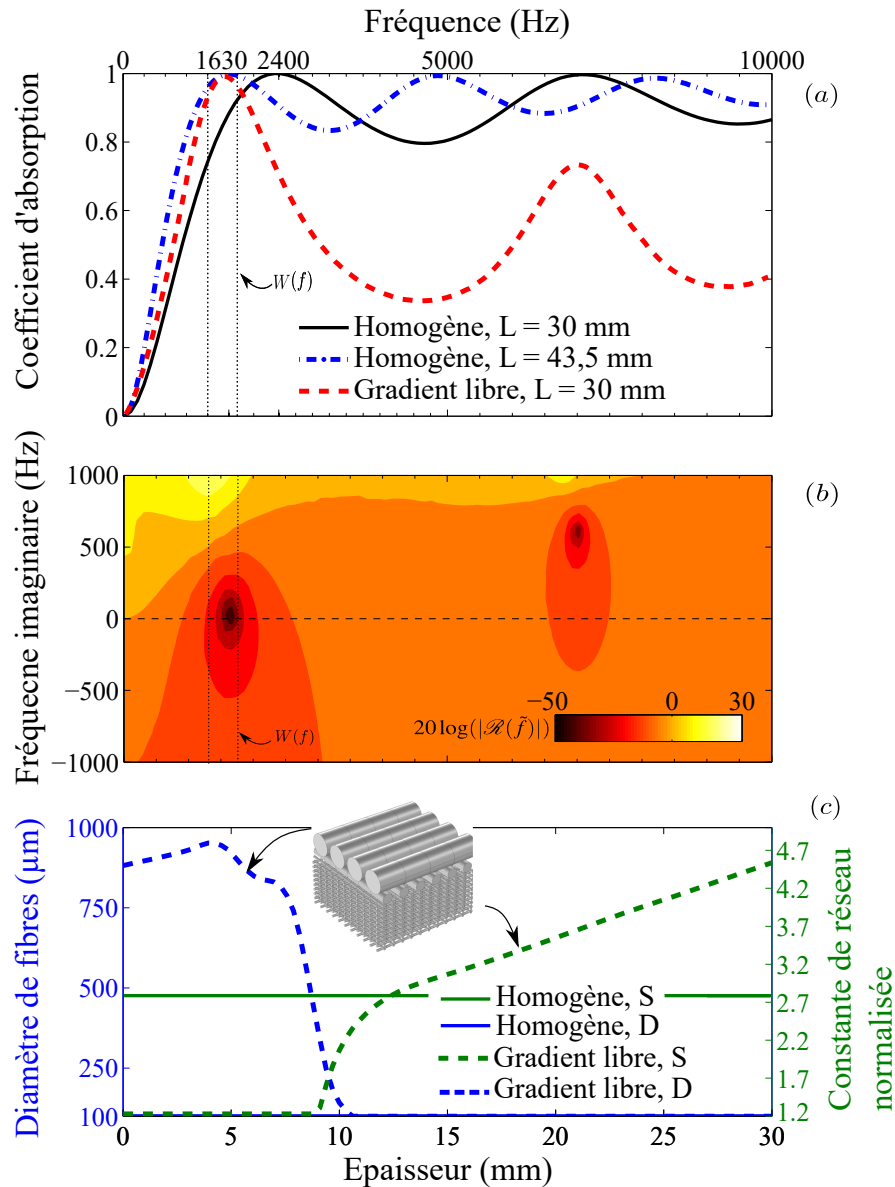 Fréquence (Hz)
0 1630 2400 5000 10000
(a)
Coefficient d'absorption
1
0.8
0.6
0.4
0.2
0
W(f)
Homogène, L = 30 mm
Homogène, L = 43,5 mm
Gradient libre, L = 30 mm
(b)
Fréquecne imaginaire (Hz)
1000
500
0
−500
−1000
W(f)
−50 0 30
20 log(|ℛ(f̃)|)
(c)
Diamètre de fibres (μm)
1000
750
500
250
100
Homogène, S
Homogène, D
Gradient libre, S
Gradient libre, D
4.7
4.2
3.7
3.2
2.7
2.2
1.7
1.2
Constante de réseau
normalisée
0 5 10 15 20 25 30
Epaisseur (mm)